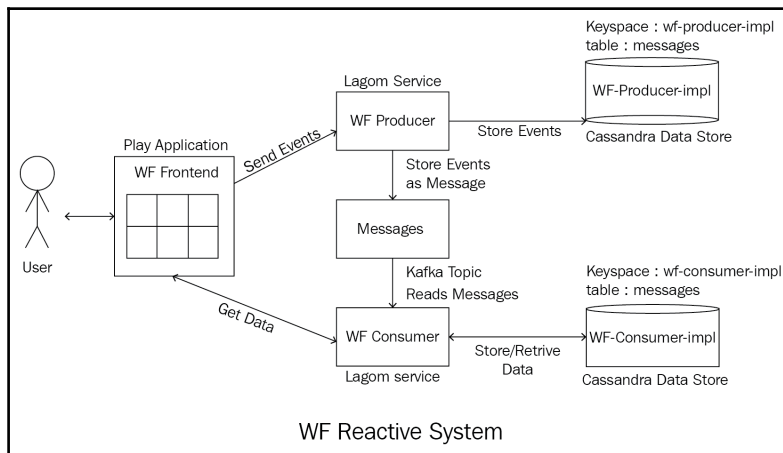 Keyspace : wf-producer-impl
table : messages
Lagom Service
WF-Producer-impl
WF Producer
Store Events
Cassandra Data Store
Play Application
Send Events
WF Frontend
Store Events
as Message
Messages
User
Kafka Topic
Reads Messages
Keyspace : wf-consumer-impl
table : messages
Get Data
WF Consumer
WF-Consumer-impl
Store/Retrive
Data
Lagom service
Cassandra Data Store
WF Reactive System